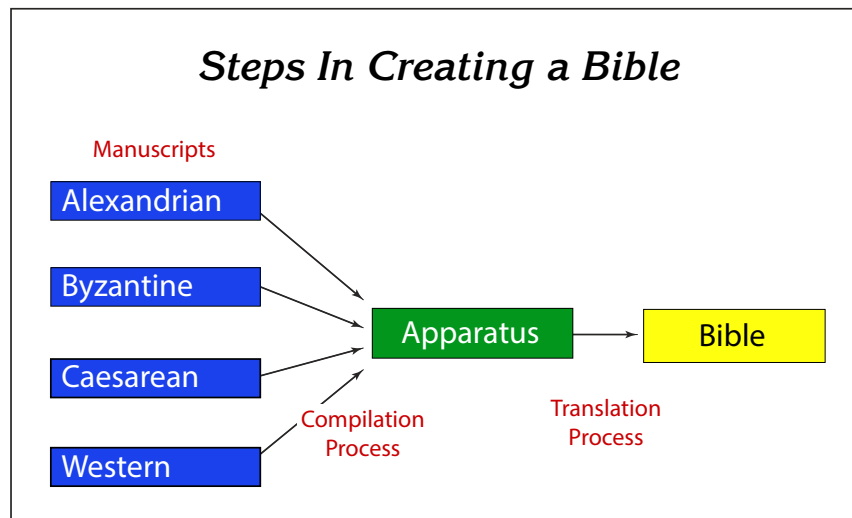 Steps In Creating a Bible
Manuscripts
Alexandrian
Byzantine
Caesarean
Western
Compilation
Process
Apparatus
Translation
Process
Bible